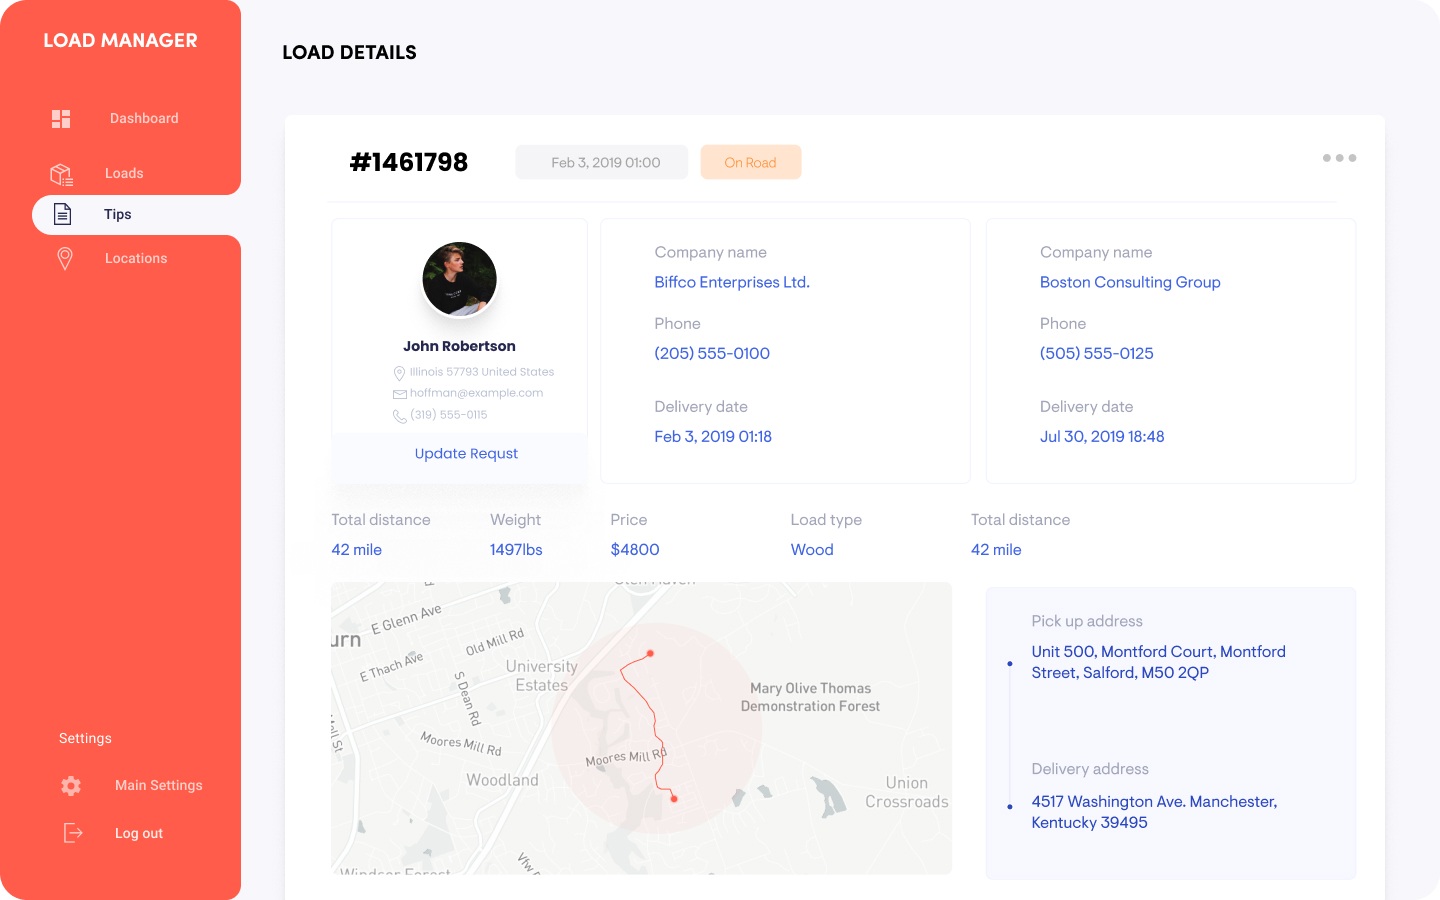 LOAD MANAGER
Dashboard
Loads
Tips
Locations
Settings
Main Settings
Log out
LOAD DETAILS
#1461798
Feb 3, 2019 01:00
On Road
John Robertson
Illinois 57793 United States
hoffman@example.com
(319) 555-0115
Update Requst
Company name
Biffco Enterprises Ltd.
Phone
(205) 555-0100
Delivery date
Feb 3, 2019 01:18
Company name
Boston Consulting Group
Phone
(505) 555-0125
Delivery date
Jul 30, 2019 18:48
Total distance
42 mile
Weight
1497lbs
Price
$4800
Load type
Wood
Total distance
42 mile
E Glenn Ave
urn
Old Mill Rd
E Thach Ave
University
Estates
S Dean Rd
Mary Olive Thomas
Demonstration Forest
Moores Mill Rd
Moores Mill Rd
Woodland
Union
Crossroads
Windsor Forest
Pick up address
Unit 500, Montford Court, Montford
Street, Salford, M50 2QP
Delivery address
4517 Washington Ave. Manchester,
Kentucky 39495